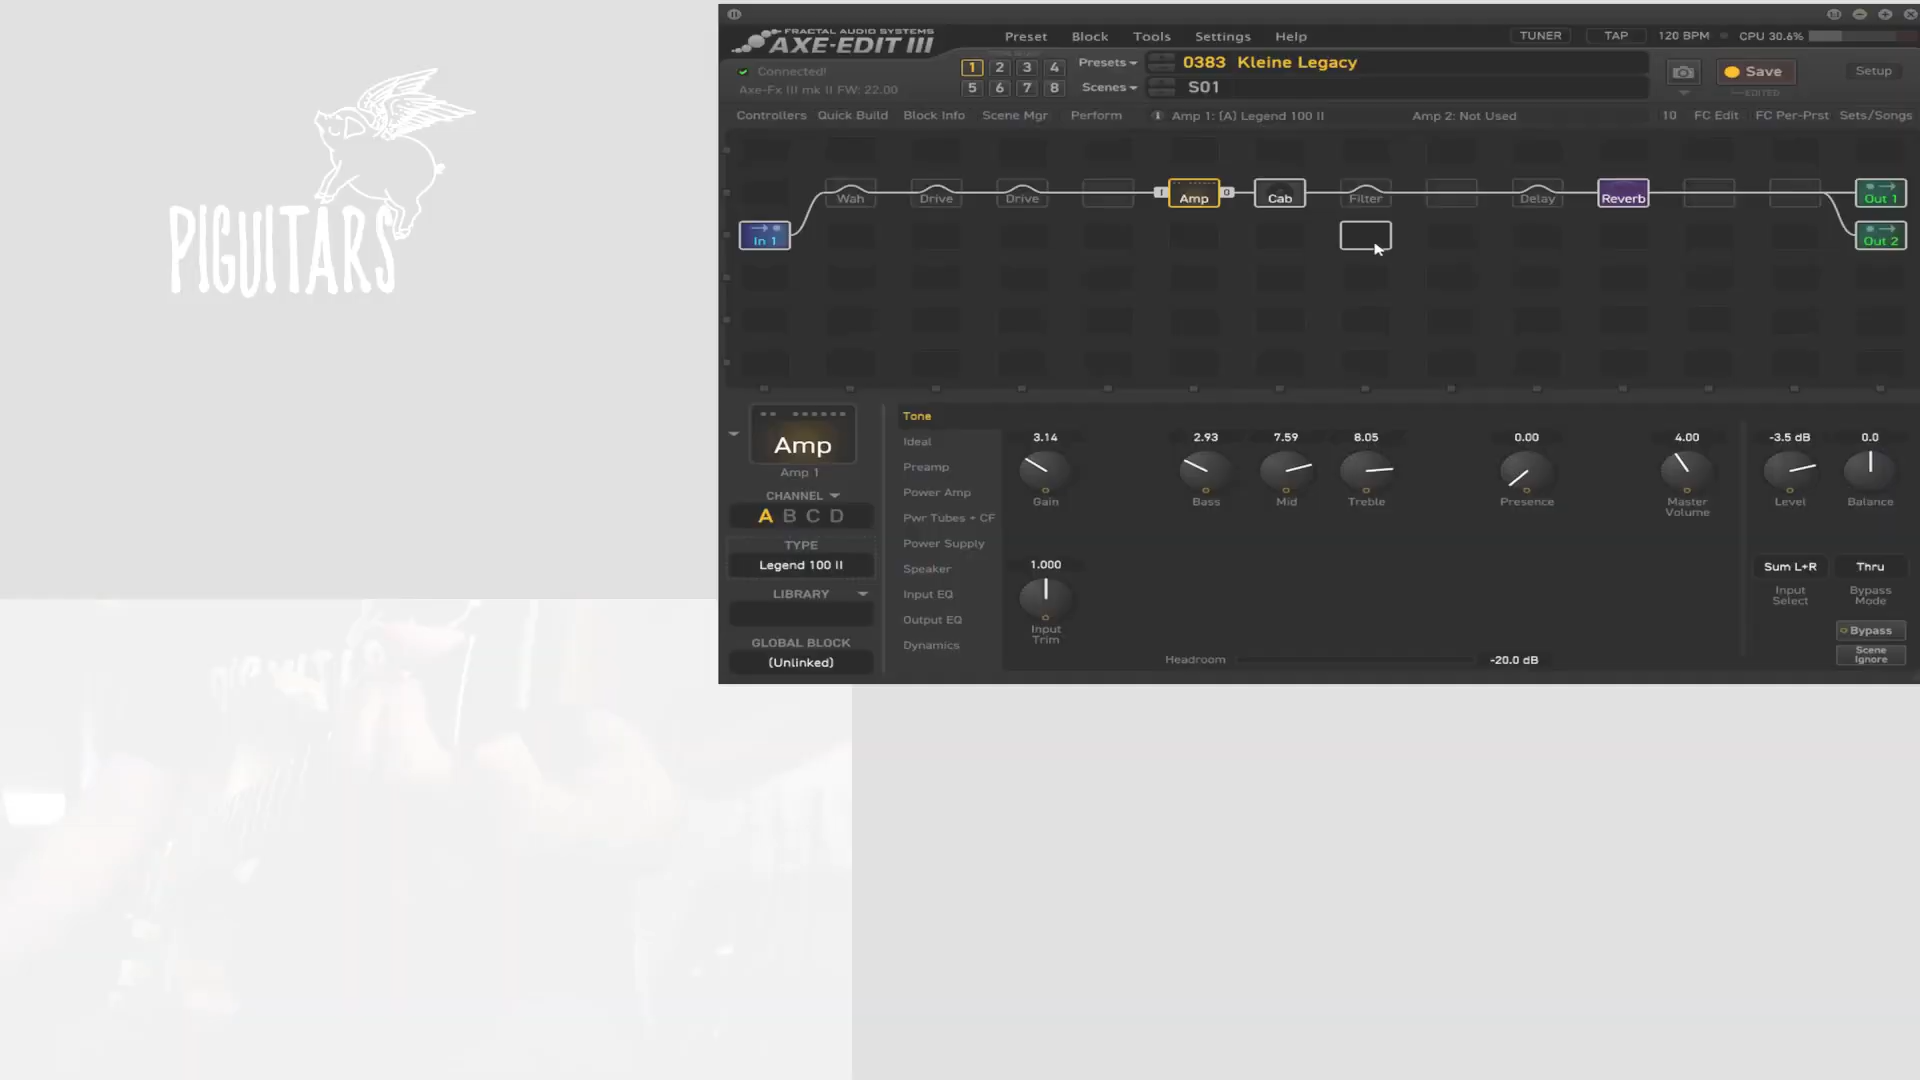 PIGUITARS
FRACTAL AUDIO SYSTEMS
AXE-EDIT III
Preset Block Tools Settings Help
TUNER TAP 120 BPM CPU 30.6%
Connected!
Axe-Fx III mk II FW: 22.00
1 2 3 4
5 6 7 8
Presets 0383 Kleine Legacy
Scenes S01
Save
EDITED
Setup
Controllers Quick Build Block Info Scene Mgr Perform
Amp 1: (A) Legend 100 II Amp 2: Not Used
10 FC Edit FC Per-Prst Sets/Songs
Wah Drive Drive I Amp O Cab Filter Delay Reverb Out 1
In 1 Out 2
Amp
Amp 1
CHANNEL
A B C D
TYPE
Legend 100 II
LIBRARY
GLOBAL BLOCK
(Unlinked)
Tone
Ideal
Preamp
Power Amp
Pwr Tubes + CF
Power Supply
Speaker
Input EQ
Output EQ
Dynamics
3.14 2.93 7.59 8.05 0.00 4.00 -3.5 dB 0.0
Gain Bass Mid Treble Presence Master Volume Level Balance
1.000
Input Trim
Headroom -20.0 dB
Sum L+R Thru
Input Select Bypass Mode
Bypass
Scene Ignore